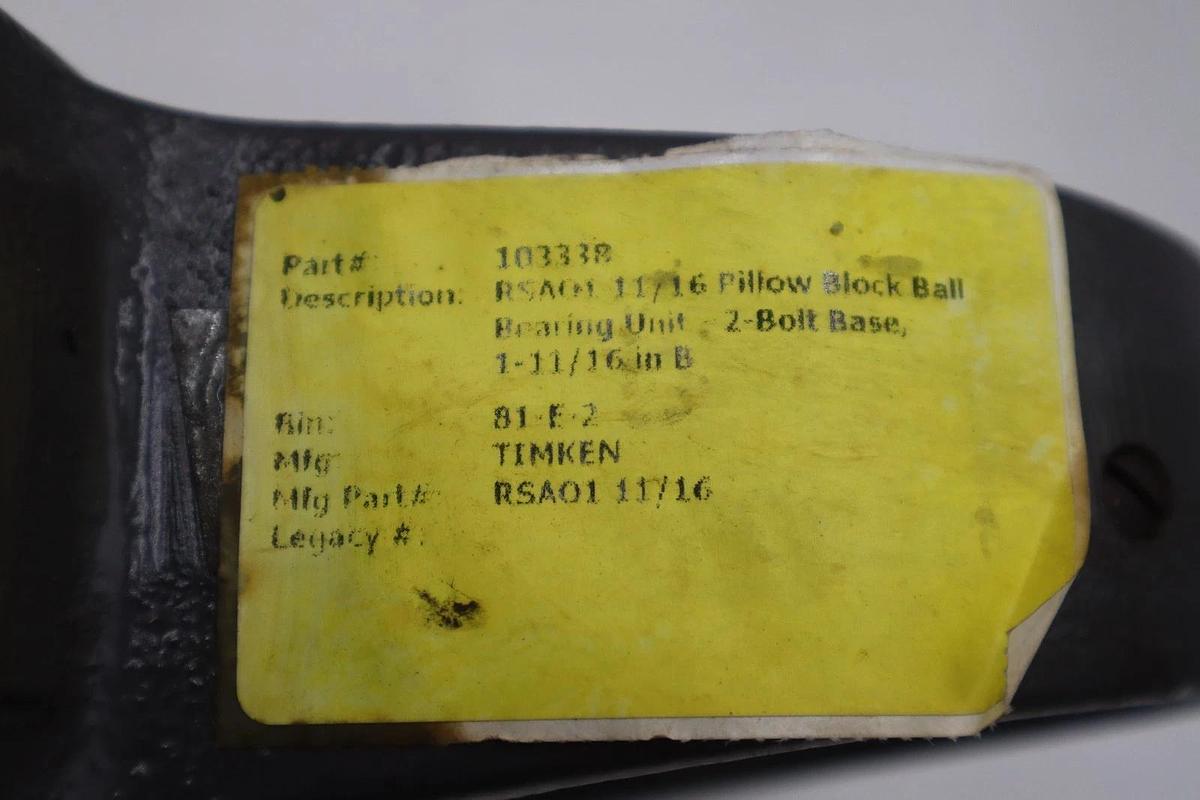 Part#: 103338
Description: RSAO1 11/16 Pillow Block Ball
Bearing Unit - 2-Bolt Base,
1-11/16 in B
Bin: 81-E-2
Mfg: TIMKEN
Mfg Part#: RSAO1 11/16
Legacy #: